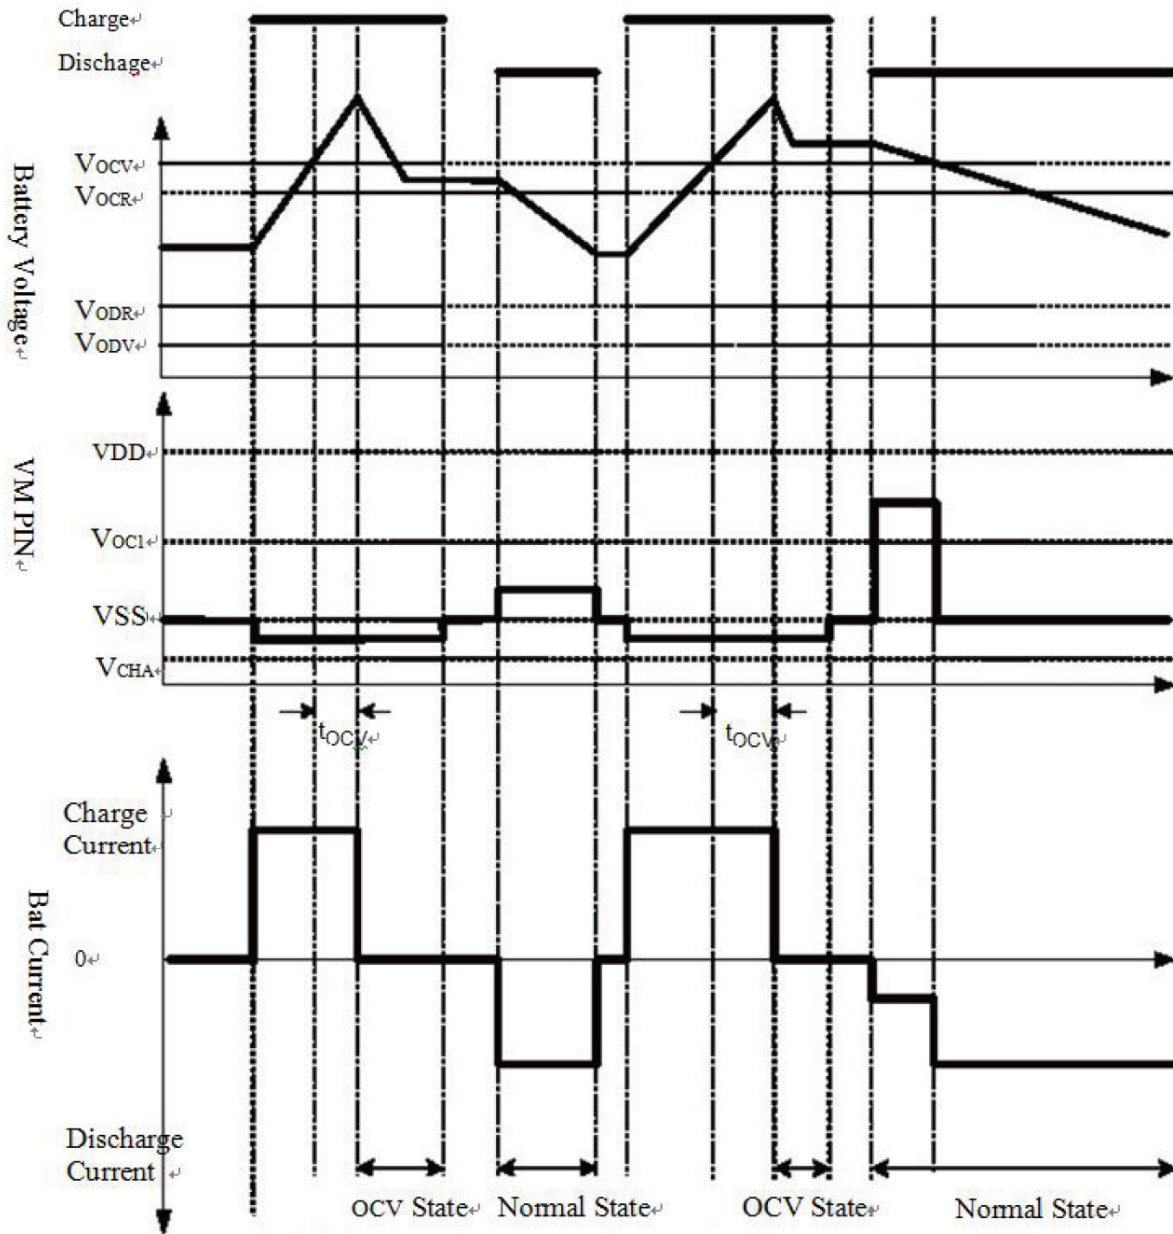 Charge
Dischage
Battery Voltage
VOCV
VOCR
VODR
VODV
VM PIN
VDD
VOC1
VSS
VCHA
tOCV
tOCV
Bat Current
Charge
Current
0
Discharge
Current
OCV State
Normal State
OCV State
Normal State